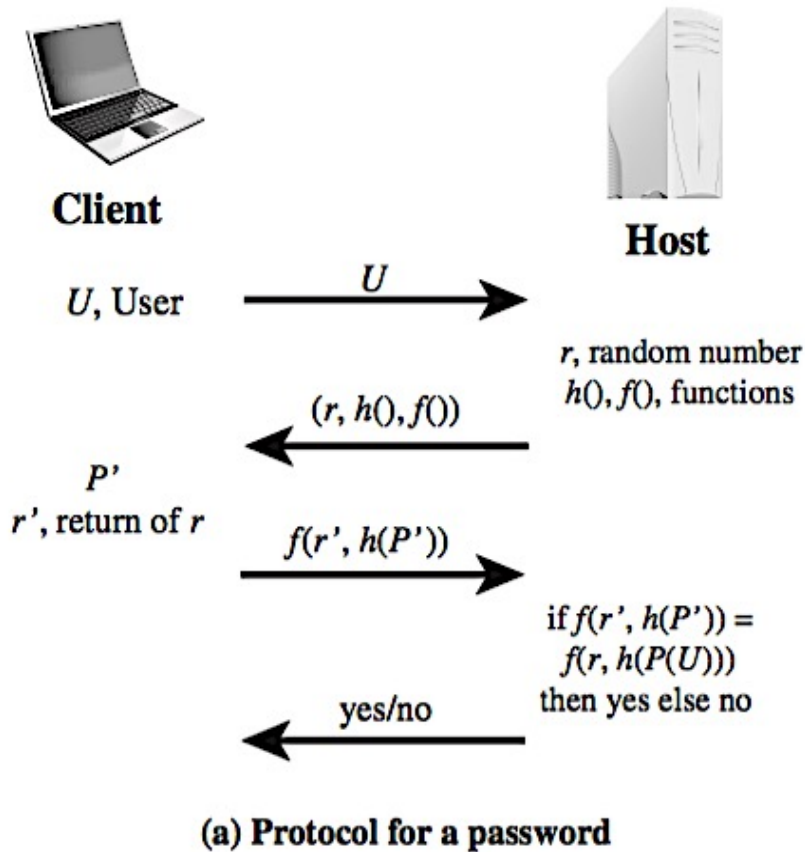 Client
Host
U, User
U
r, random number
h(), f(), functions
(r, h(), f())
P’
r’, return of r
f(r’, h(P’))
if f(r’, h(P’)) =
f(r, h(P(U)))
then yes else no
yes/no
(a) Protocol for a password